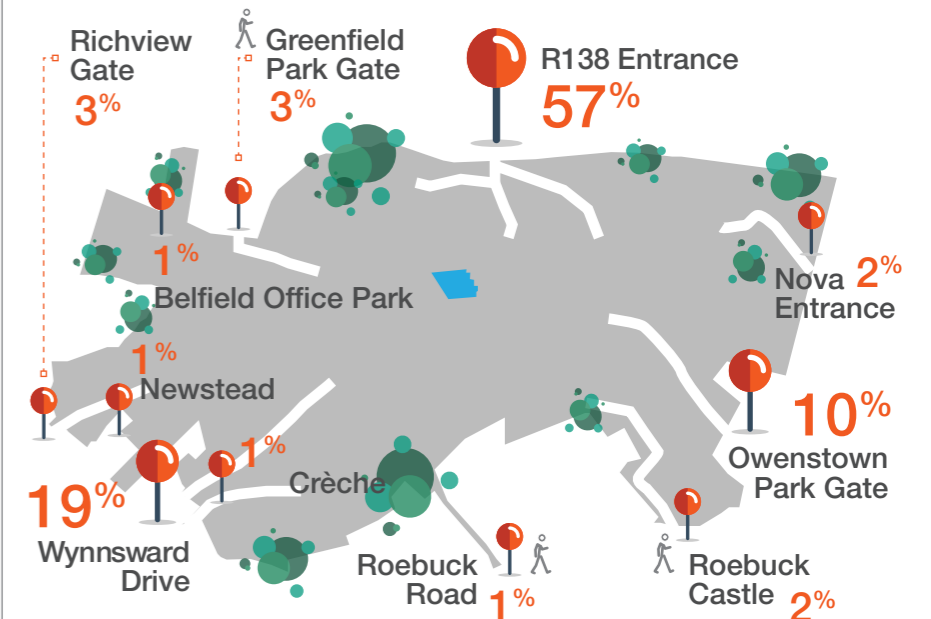 Richview
Gate
3%
Greenfield
Park Gate
3%
R138 Entrance
57%
1%
Belfield Office Park
Nova 2%
Entrance
1%
Newstead
10%
Owenstown
Park Gate
1%
Crèche
19%
Wynnsward
Drive
Roebuck
Road 1%
Roebuck
Castle 2%